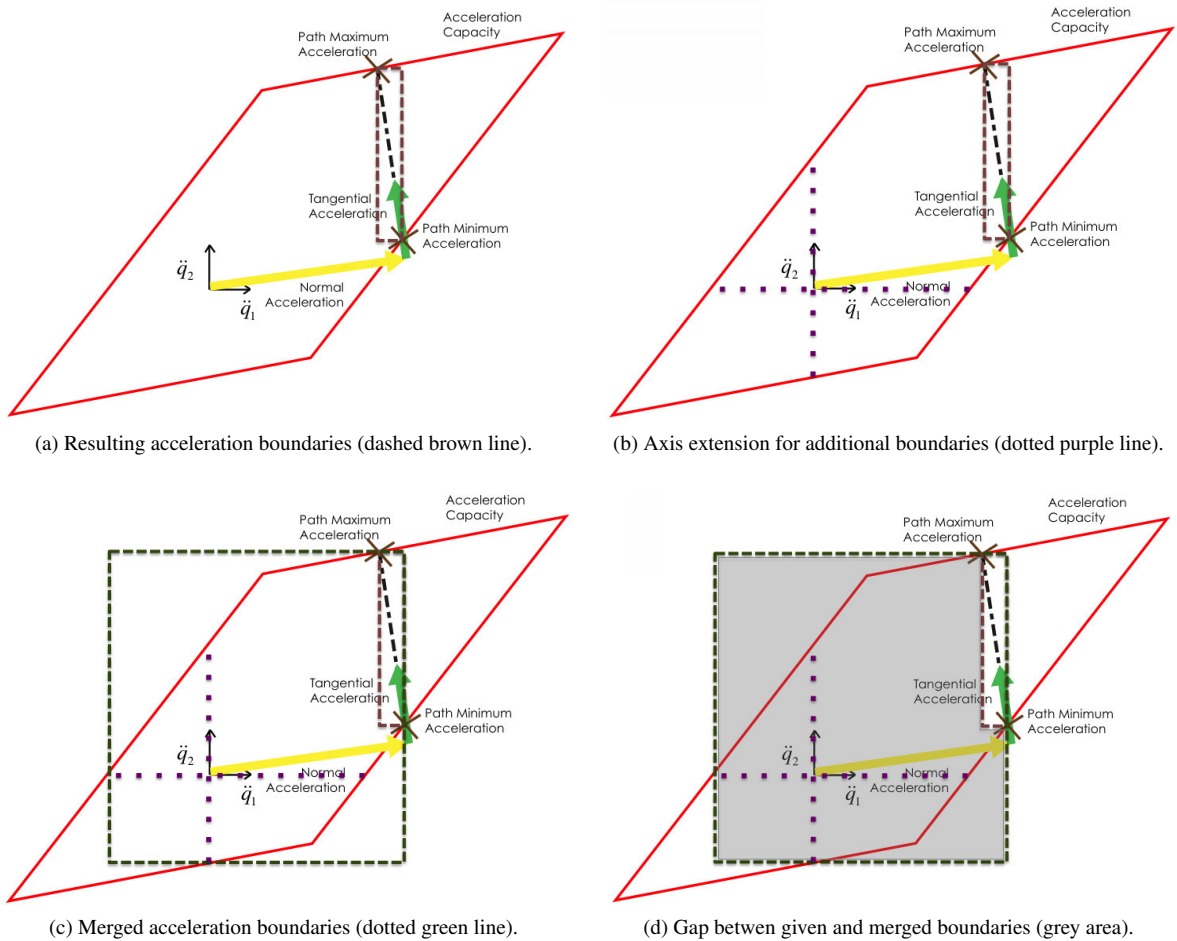 Acceleration
Capacity
Path Maximum
Acceleration
Tangential
Acceleration
Path Minimum
Acceleration
q̈₂
Normal
Acceleration
q̈₁
(a) Resulting acceleration boundaries (dashed brown line).
Acceleration
Capacity
Path Maximum
Acceleration
Tangential
Acceleration
Path Minimum
Acceleration
q̈₂
Normal
Acceleration
q̈₁
(b) Axis extension for additional boundaries (dotted purple line).
Acceleration
Capacity
Path Maximum
Acceleration
Tangential
Acceleration
Path Minimum
Acceleration
q̈₂
Normal
Acceleration
q̈₁
(c) Merged acceleration boundaries (dotted green line).
Acceleration
Capacity
Path Maximum
Acceleration
Tangential
Acceleration
Path Minimum
Acceleration
q̈₂
Normal
Acceleration
q̈₁
(d) Gap betwen given and merged boundaries (grey area).